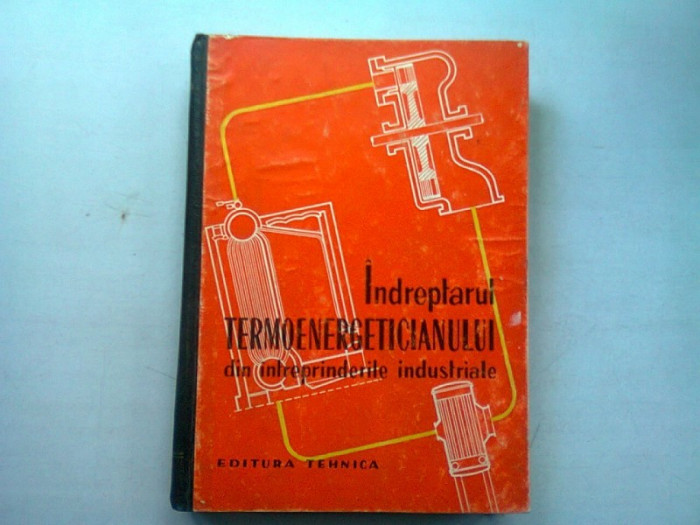 Îndreptarul
TERMOENERGETICIANULUI
din întreprinderile industriale
EDITURA TEHNICA